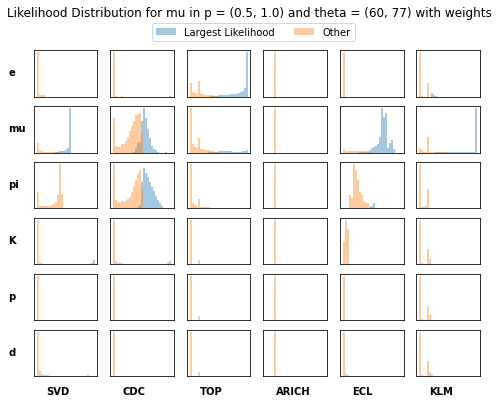 Likelihood Distribution for mu in p = (0.5, 1.0) and theta = (60, 77) with weights
Largest Likelihood Other
e
mu
pi
K
p
d
SVD CDC TOP ARICH ECL KLM